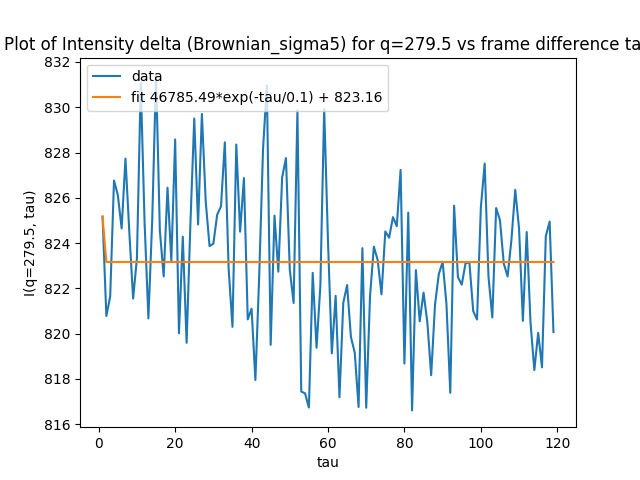 Plot of Intensity delta (Brownian_sigma5) for q=279.5 vs frame difference ta
832
830
828
826
824
822
820
818
816
I(q=279.5, tau)
data
fit 46785.49*exp(-tau/0.1) + 823.16
0 20 40 60 80 100 120
tau